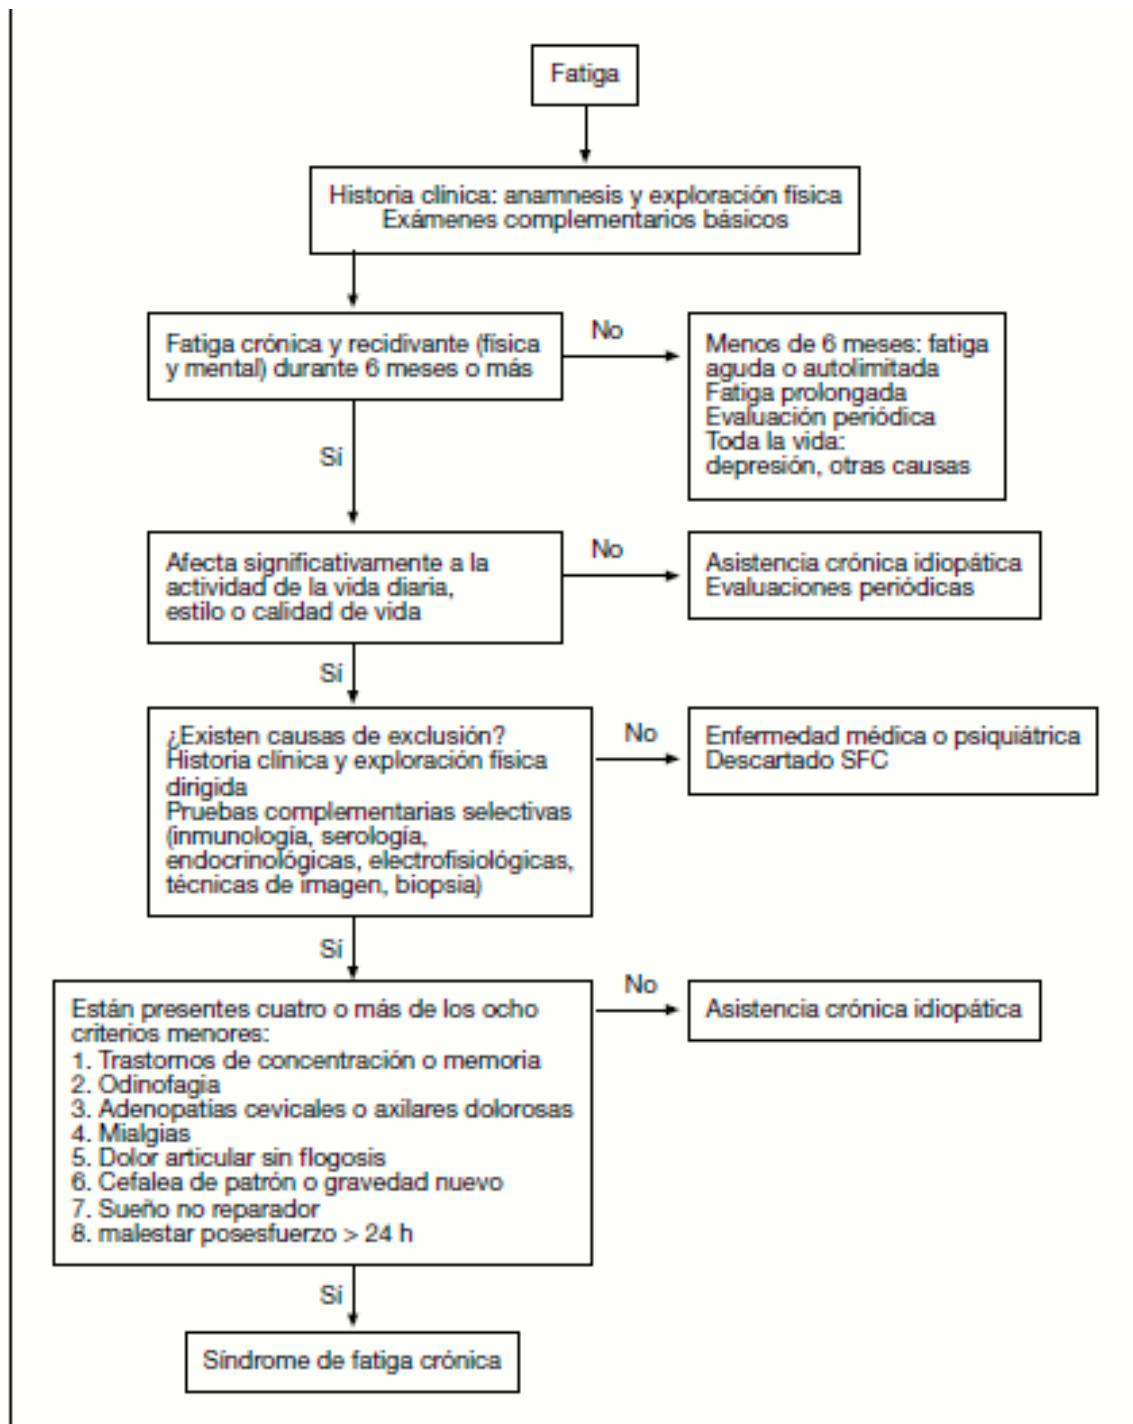 Fatiga
Historia clínica: anamnesis y exploración física
Exámenes complementarios básicos
Fatiga crónica y recidivante (física
y mental) durante 6 meses o más
No
Menos de 6 meses: fatiga
aguda o autolimitada
Fatiga prolongada
Evaluación periódica
Toda la vida:
depresión, otras causas
Sí
Afecta significativamente a la
actividad de la vida diaria,
estilo o calidad de vida
No
Asistencia crónica idiopática
Evaluaciones periódicas
Sí
¿Existen causas de exclusión?
Historia clínica y exploración física
dirigida
Pruebas complementarias selectivas
(inmunología, serología,
endocrinológicas, electrofisiológicas,
técnicas de imagen, biopsia)
No
Enfermedad médica o psiquiátrica
Descartado SFC
Sí
Están presentes cuatro o más de los ocho
criterios menores:
1. Trastornos de concentración o memoria
2. Odinofagia
3. Adenopatías cevicales o axilares dolorosas
4. Mialgias
5. Dolor articular sin flogosis
6. Cefalea de patrón o gravedad nuevo
7. Sueño no reparador
8. malestar posesfuerzo > 24 h
No
Asistencia crónica idiopática
Sí
Síndrome de fatiga crónica